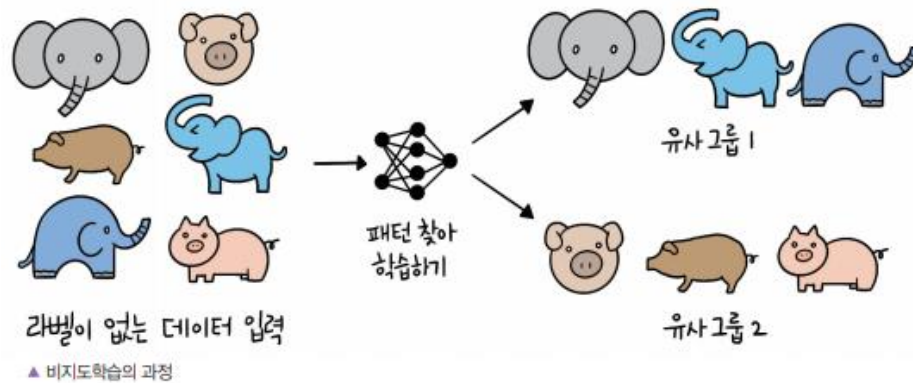 유사 그룹 1
패턴 찾아
학습하기
라벨이 없는 데이터 입력
유사 그룹 2
▲ 비지도학습의 과정